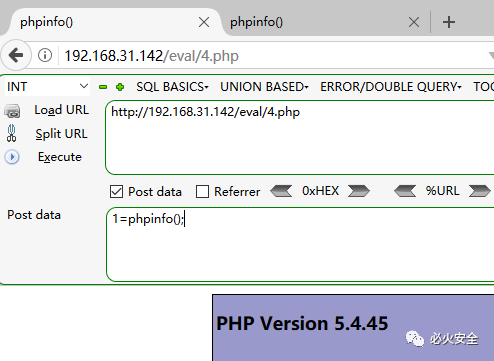 phpinfo()
phpinfo()
192.168.31.142/eval/4.php
INT
SQL BASICS
UNION BASED
ERROR/DOUBLE QUERY
TOO
Load URL
http://192.168.31.142/eval/4.php
Split URL
Execute
Post data
Referrer
0xHEX
%URL
Post data
1=phpinfo();
PHP Version 5.4.45
必火安全